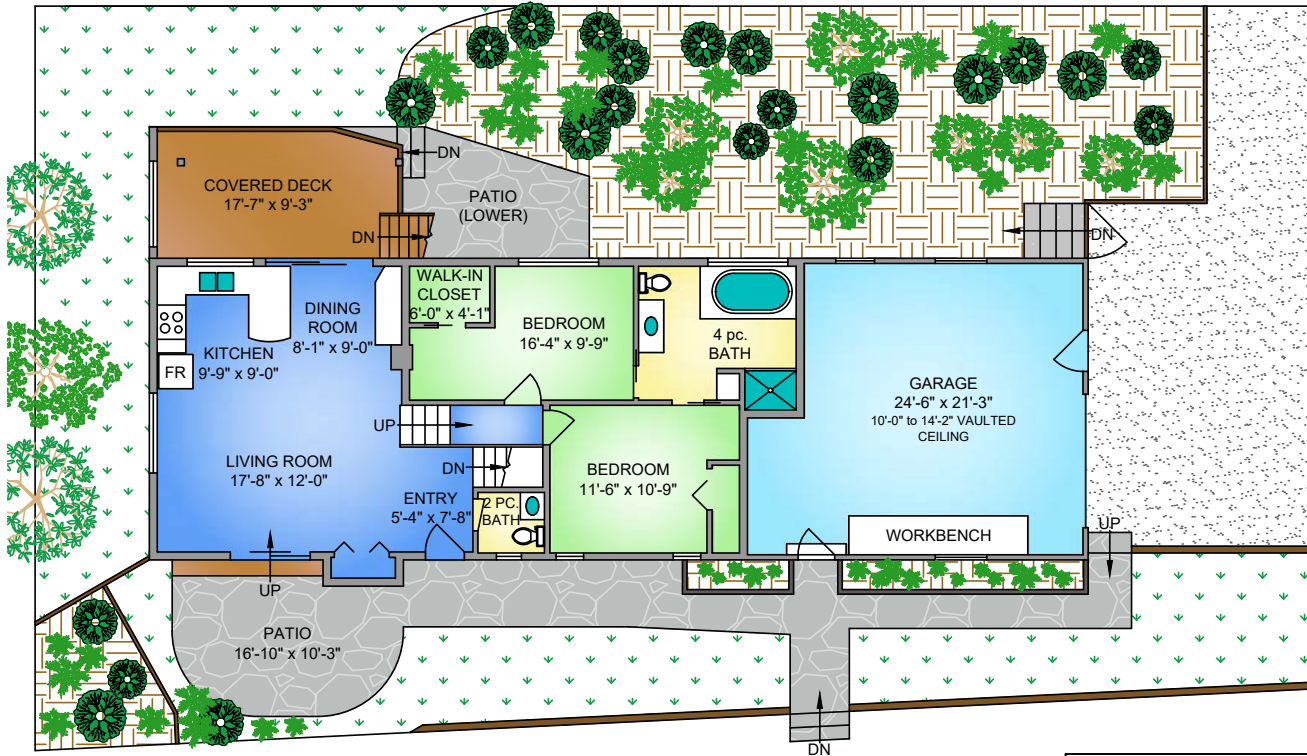 DN
COVERED DECK
17'-7" x 9'-3"
PATIO
(LOWER)
DN
DN
WALK-IN
CLOSET
6'-0" x 4'-1"
DINING
ROOM
8'-1" x 9'-0"
BEDROOM
16'-4" x 9'-9"
4 pc.
BATH
KITCHEN
9'-9" x 9'-0"
FR
GARAGE
24'-6" x 21'-3"
10'-0" to 14'-2" VAULTED
CEILING
UP
LIVING ROOM
17'-8" x 12'-0"
DN
BEDROOM
11'-6" x 10'-9"
ENTRY
5'-4" x 7'-8"
2 PC.
BATH
WORKBENCH
UP
UP
PATIO
16'-10" x 10'-3"
DN